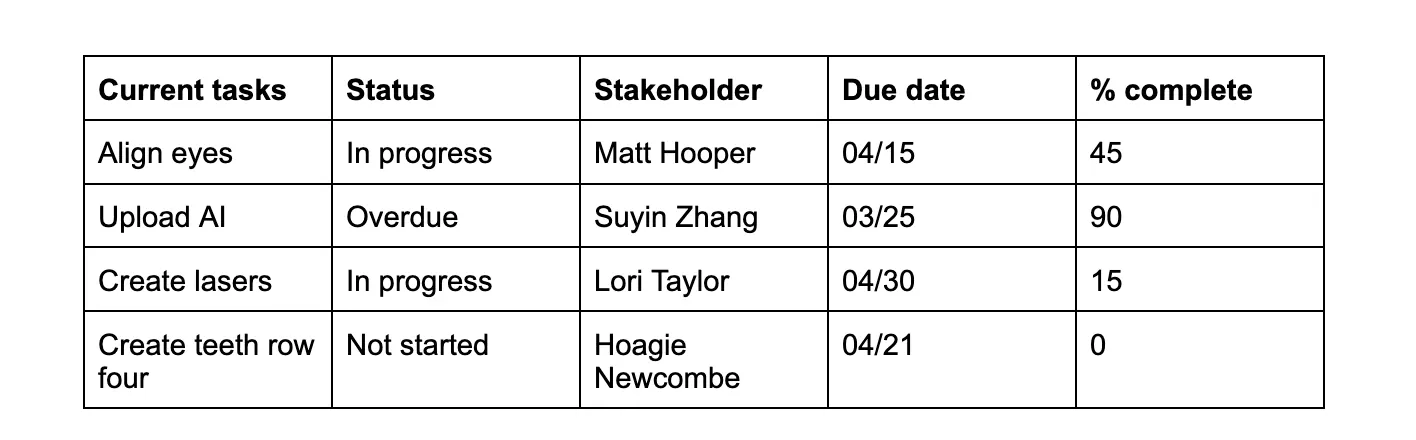 Current tasks Status Stakeholder Due date % complete
Align eyes In progress Matt Hooper 04/15 45
Upload AI Overdue Suyin Zhang 03/25 90
Create lasers In progress Lori Taylor 04/30 15
Create teeth row Not started Hoagie 04/21 0
four Newcombe